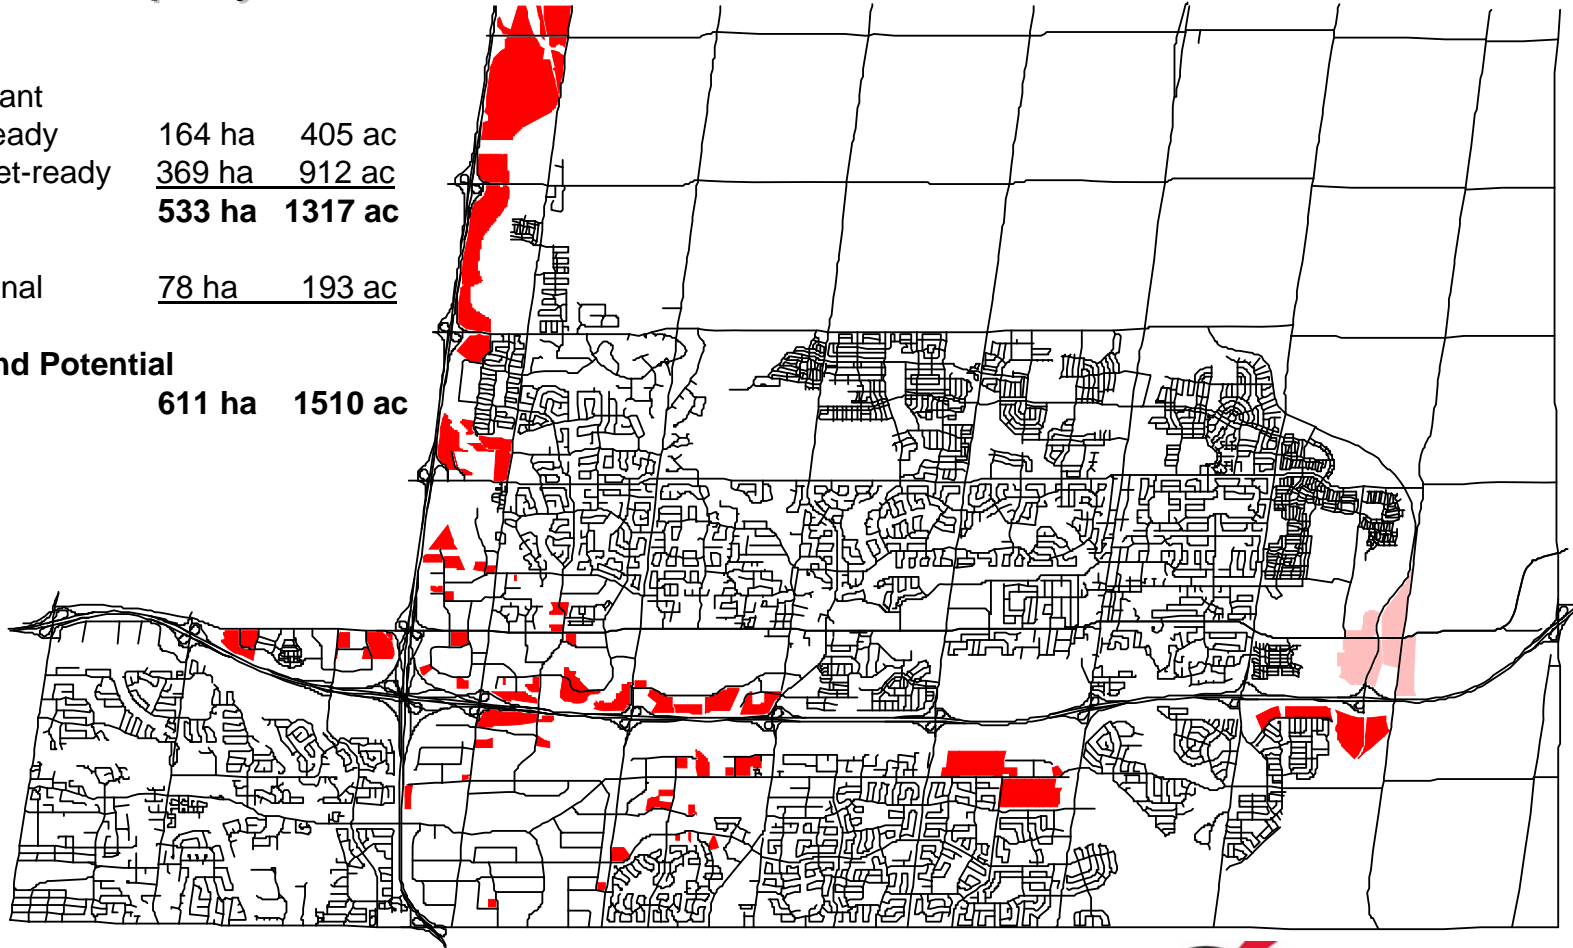 ant
eady 164 ha 405 ac
et-ready 369 ha 912 ac
533 ha 1317 ac
nal 78 ha 193 ac
nd Potential
611 ha 1510 ac